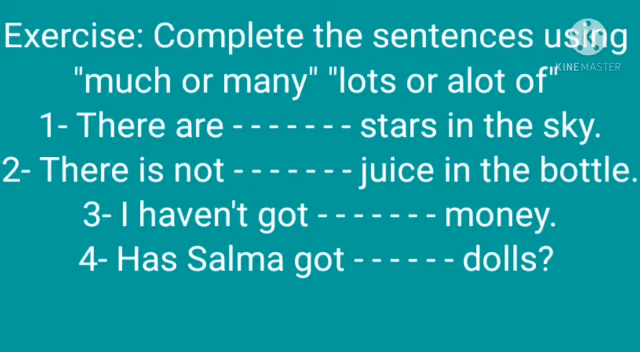 Exercise: Complete the sentences using
"much or many" "lots or alot of"
KINEMASTER
1- There are - - - - - - - stars in the sky.
2- There is not - - - - - - - juice in the bottle.
3- I haven't got - - - - - - - money.
4- Has Salma got - - - - - - dolls?